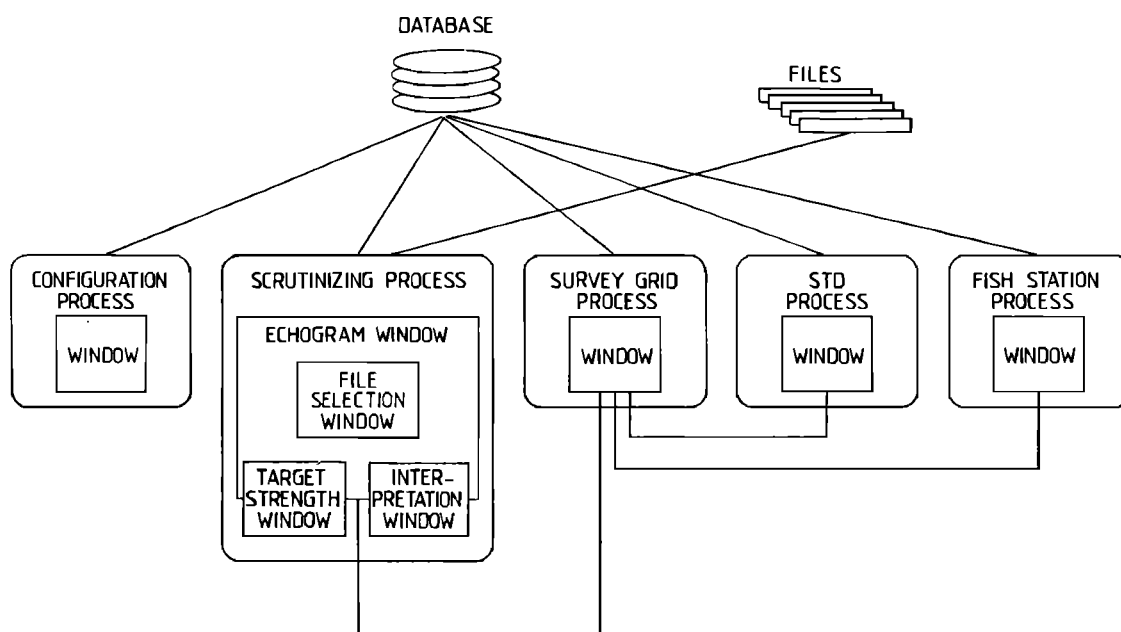 DATABASE
FILES
CONFIGURATION
PROCESS
WINDOW
SCRUTINIZING PROCESS
ECHOGRAM WINDOW
FILE
SELECTION
WINDOW
TARGET
STRENGTH
WINDOW
INTER-
PRETATION
WINDOW
SURVEY GRID
PROCESS
WINDOW
STD
PROCESS
WINDOW
FISH STATION
PROCESS
WINDOW